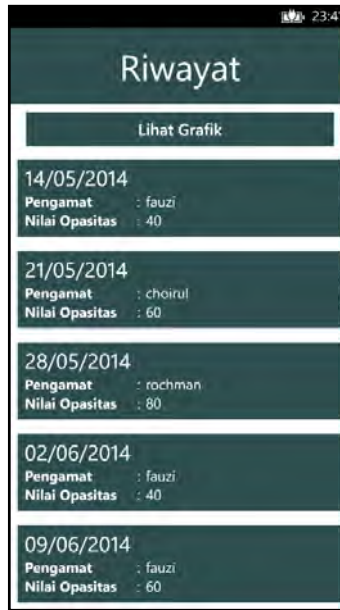 23:41
Riwayat
Lihat Grafik
14/05/2014
Pengamat : fauzi
Nilai Opasitas : 40
21/05/2014
Pengamat : choirul
Nilai Opasitas : 60
28/05/2014
Pengamat : rochman
Nilai Opasitas : 80
02/06/2014
Pengamat : fauzi
Nilai Opasitas : 40
09/06/2014
Pengamat : fauzi
Nilai Opasitas : 60